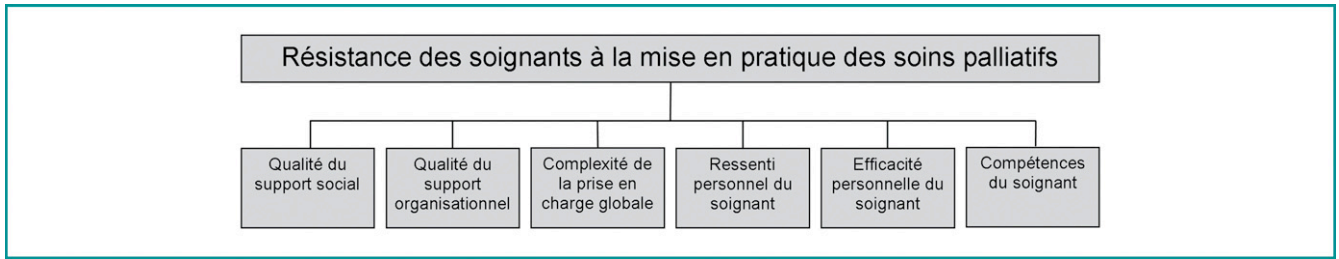 Résistance des soignants à la mise en pratique des soins palliatifs
Qualité du
support social
Qualité du
support
organisationnel
Complexité de
la prise en
charge globale
Ressenti
personnel du
soignant
Efficacité
personnelle du
soignant
Compétences
du soignant